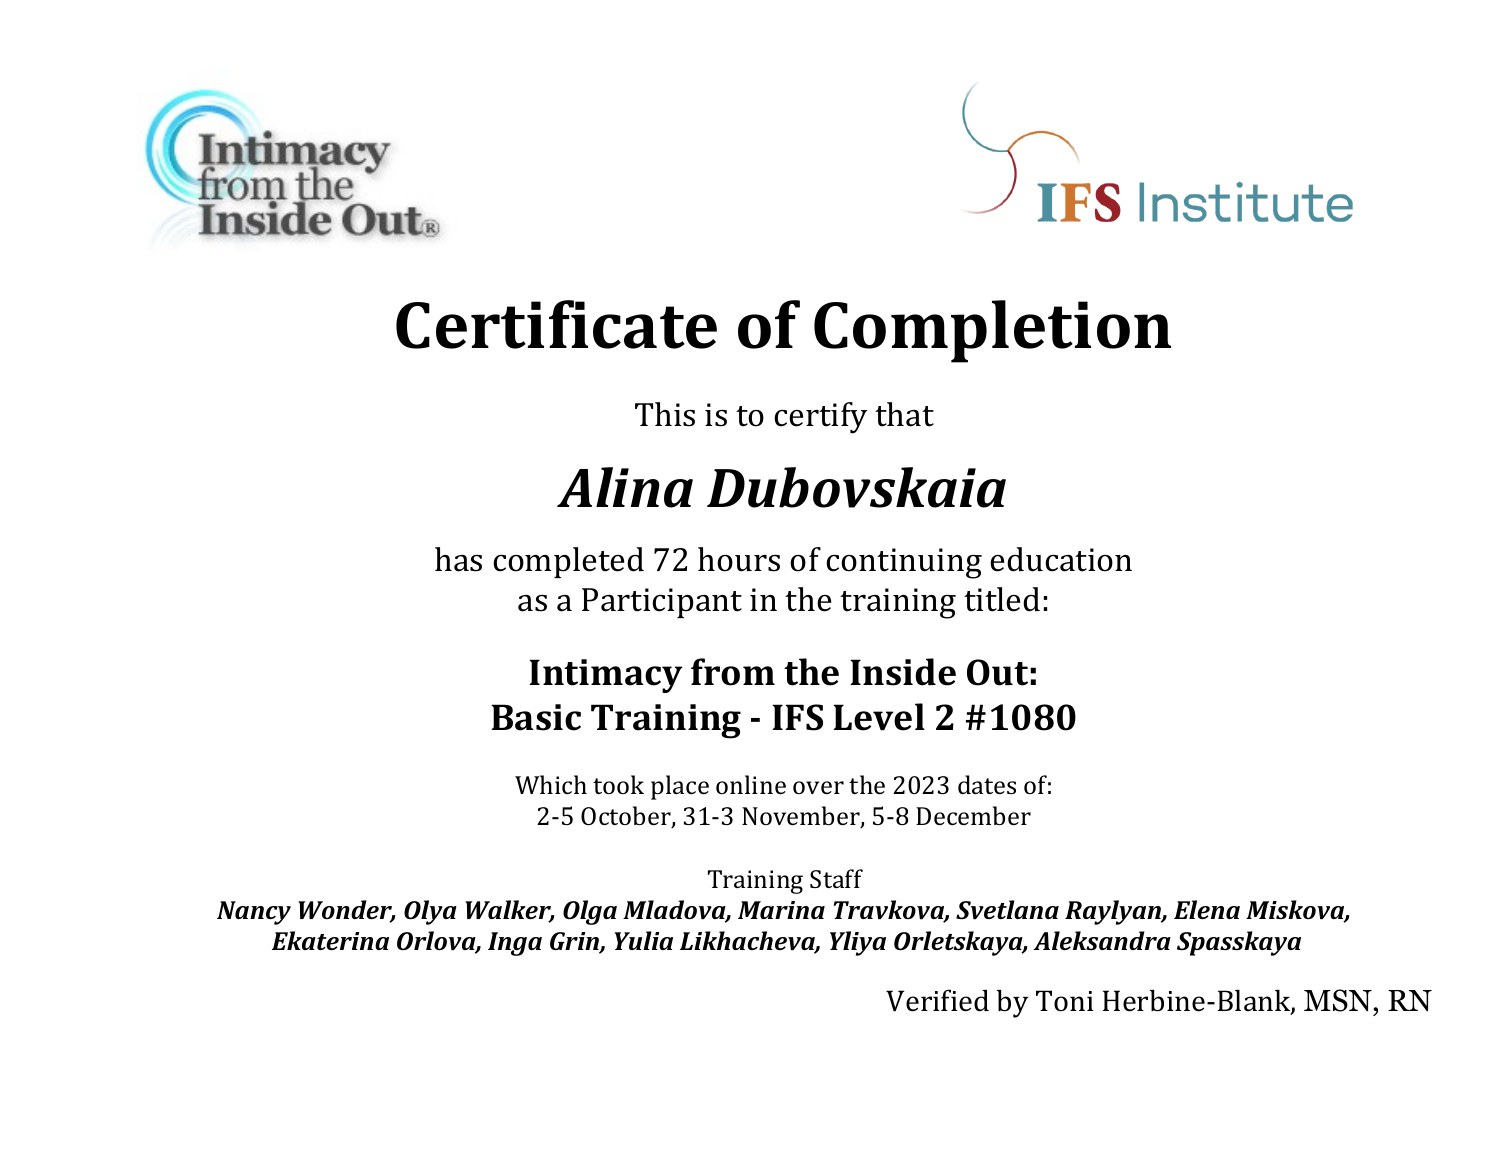 Intimacy
from the
Inside Out®
IFS Institute
Certificate of Completion
This is to certify that
Alina Dubovskaia
has completed 72 hours of continuing education
as a Participant in the training titled:
Intimacy from the Inside Out:
Basic Training - IFS Level 2 #1080
Which took place online over the 2023 dates of:
2-5 October, 31-3 November, 5-8 December
Training Staff
Nancy Wonder, Olya Walker, Olga Mladova, Marina Travkova, Svetlana Raylyan, Elena Miskova,
Ekaterina Orlova, Inga Grin, Yulia Likhacheva, Yliya Orletskaya, Aleksandra Spasskaya
Verified by Toni Herbine-Blank, MSN, RN